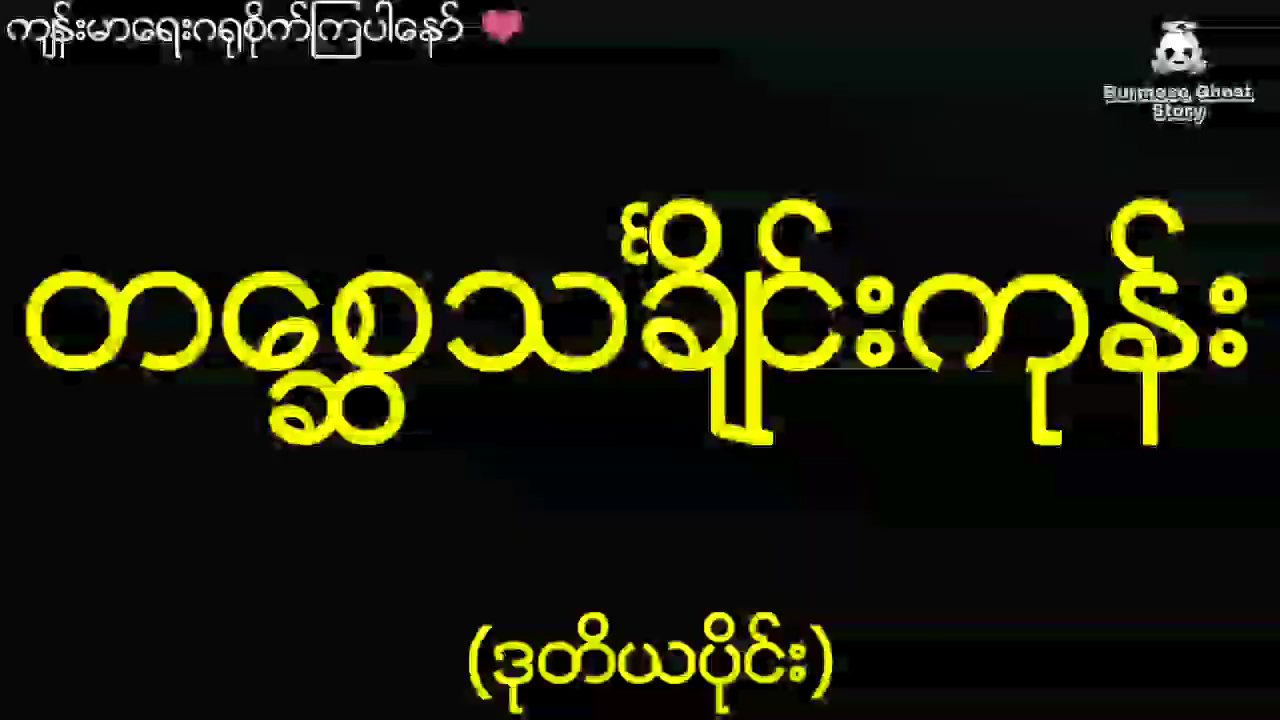 ကျန်းမာရေးဂရုစိုက်ကြပါနော် ❤
Burmese Ghost
Story
တစ္ဆေသင်္ချိုင်းကုန်း
(ဒုတိယပိုင်း)